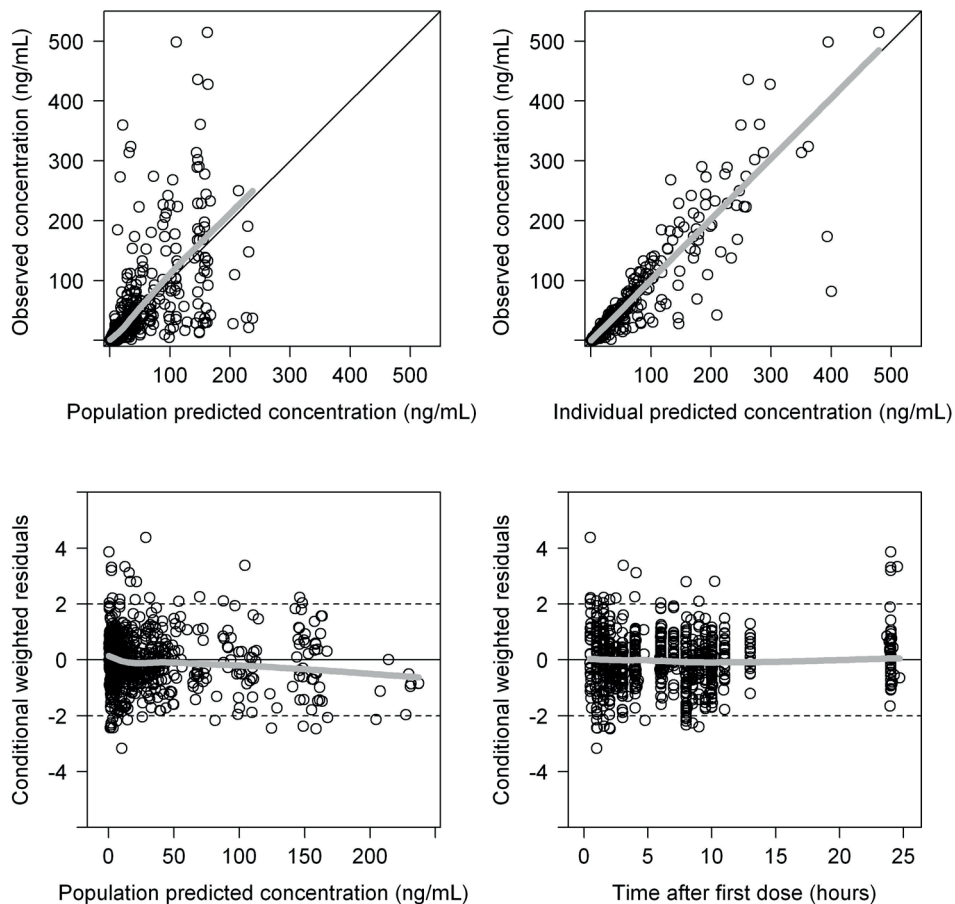 500
400
300
200
100
Observed concentration (ng/mL)
100 200 300 400 500
Population predicted concentration (ng/mL)
500
400
300
200
100
Observed concentration (ng/mL)
100 200 300 400 500
Individual predicted concentration (ng/mL)
4
2
0
-2
-4
Conditional weighted residuals
0 50 100 150 200
Population predicted concentration (ng/mL)
4
2
0
-2
-4
Conditional weighted residuals
0 5 10 15 20 25
Time after first dose (hours)